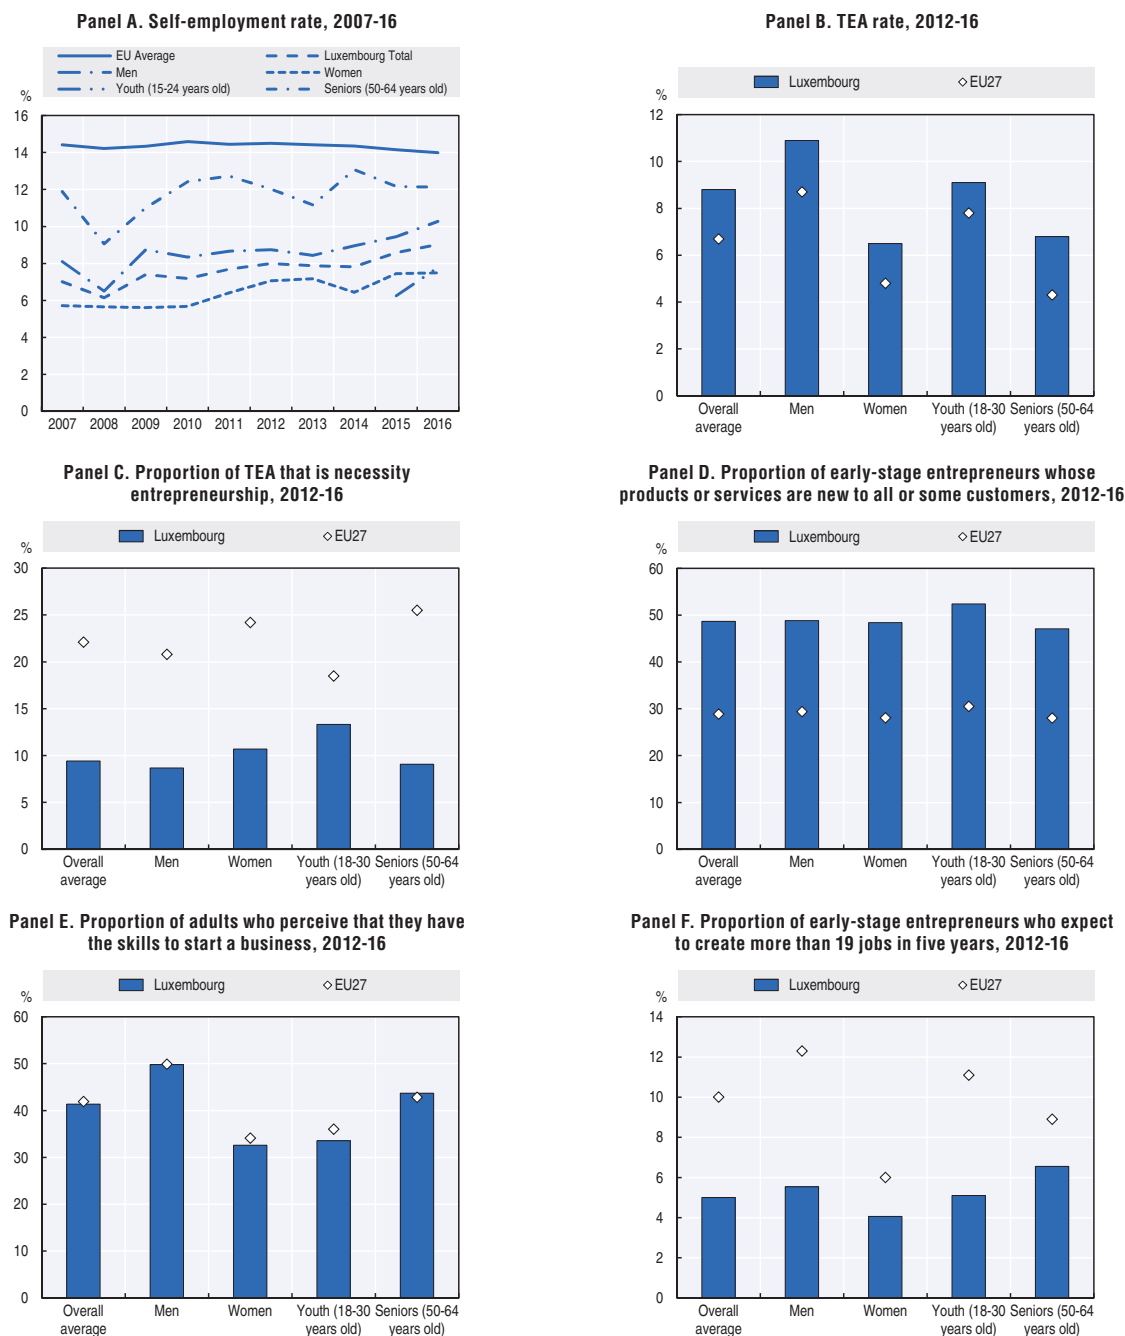 Panel A. Self-employment rate, 2007-16
EU Average
Luxembourg Total
Men
Women
Youth (15-24 years old)
Seniors (50-64 years old)
%
16
14
12
10
8
6
4
2
0
2007 2008 2009 2010 2011 2012 2013 2014 2015 2016
Panel B. TEA rate, 2012-16
Luxembourg
EU27
%
12
10
8
6
4
2
0
Overall Men Women Youth (18-30 Seniors (50-64
average years old) years old)
Panel C. Proportion of TEA that is necessity
entrepreneurship, 2012-16
Luxembourg
EU27
%
30
25
20
15
10
5
0
Overall Men Women Youth (18-30 Seniors (50-64
average years old) years old)
Panel D. Proportion of early-stage entrepreneurs whose
products or services are new to all or some customers, 2012-16
Luxembourg
EU27
%
60
50
40
30
20
10
0
Overall Men Women Youth (18-30 Seniors (50-64
average years old) years old)
Panel E. Proportion of adults who perceive that they have
the skills to start a business, 2012-16
Luxembourg
EU27
%
60
50
40
30
20
10
0
Overall Men Women Youth (18-30 Seniors (50-64
average years old) years old)
Panel F. Proportion of early-stage entrepreneurs who expect
to create more than 19 jobs in five years, 2012-16
Luxembourg
EU27
%
14
12
10
8
6
4
2
0
Overall Men Women Youth (18-30 Seniors (50-64
average years old) years old)